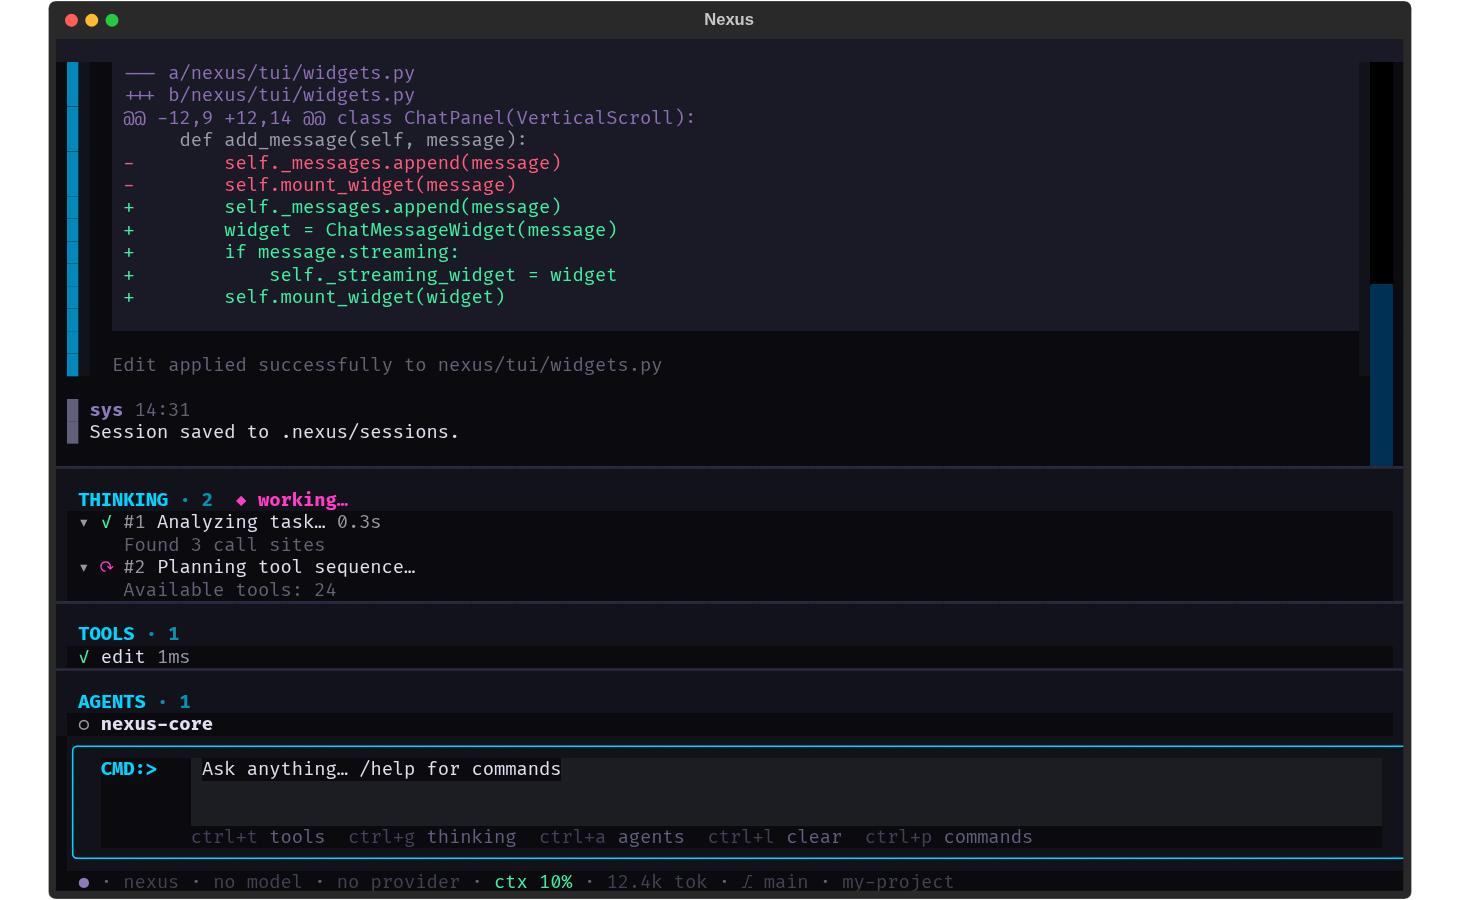 Nexus
--- a/nexus/tui/widgets.py
+++ b/nexus/tui/widgets.py
@@ -12,9 +12,14 @@ class ChatPanel(VerticalScroll):
     def add_message(self, message):
-        self._messages.append(message)
-        self.mount_widget(message)
+        self._messages.append(message)
+        widget = ChatMessageWidget(message)
+        if message.streaming:
+            self._streaming_widget = widget
+        self.mount_widget(widget)
Edit applied successfully to nexus/tui/widgets.py
sys 14:31
Session saved to .nexus/sessions.
THINKING · 2  ◆ working…
▾ √ #1 Analyzing task… 0.3s
Found 3 call sites
▾ ⟳ #2 Planning tool sequence…
Available tools: 24
TOOLS · 1
√ edit 1ms
AGENTS · 1
○ nexus-core
CMD:> Ask anything… /help for commands
ctrl+t tools  ctrl+g thinking  ctrl+a agents  ctrl+l clear  ctrl+p commands
● · nexus · no model · no provider · ctx 10% · 12.4k tok · ⎇ main · my-project